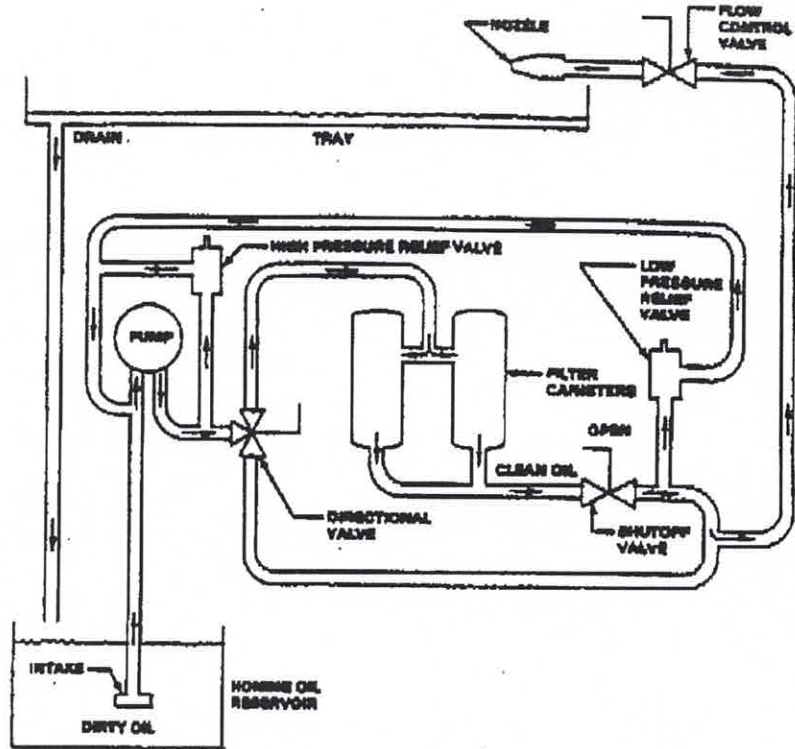 NOZZLE
FLOW
CONTROL
VALVE
DRAIN
TRAY
HIGH PRESSURE RELIEF VALVE
LOW
PRESSURE
RELIEF
VALVE
PUMP
FILTER
CANISTERS
OPEN
CLEAN OIL
DIRECTIONAL
VALVE
SHUTOFF
VALVE
INTAKE
HONING OIL
RESERVOIR
DIRTY OIL